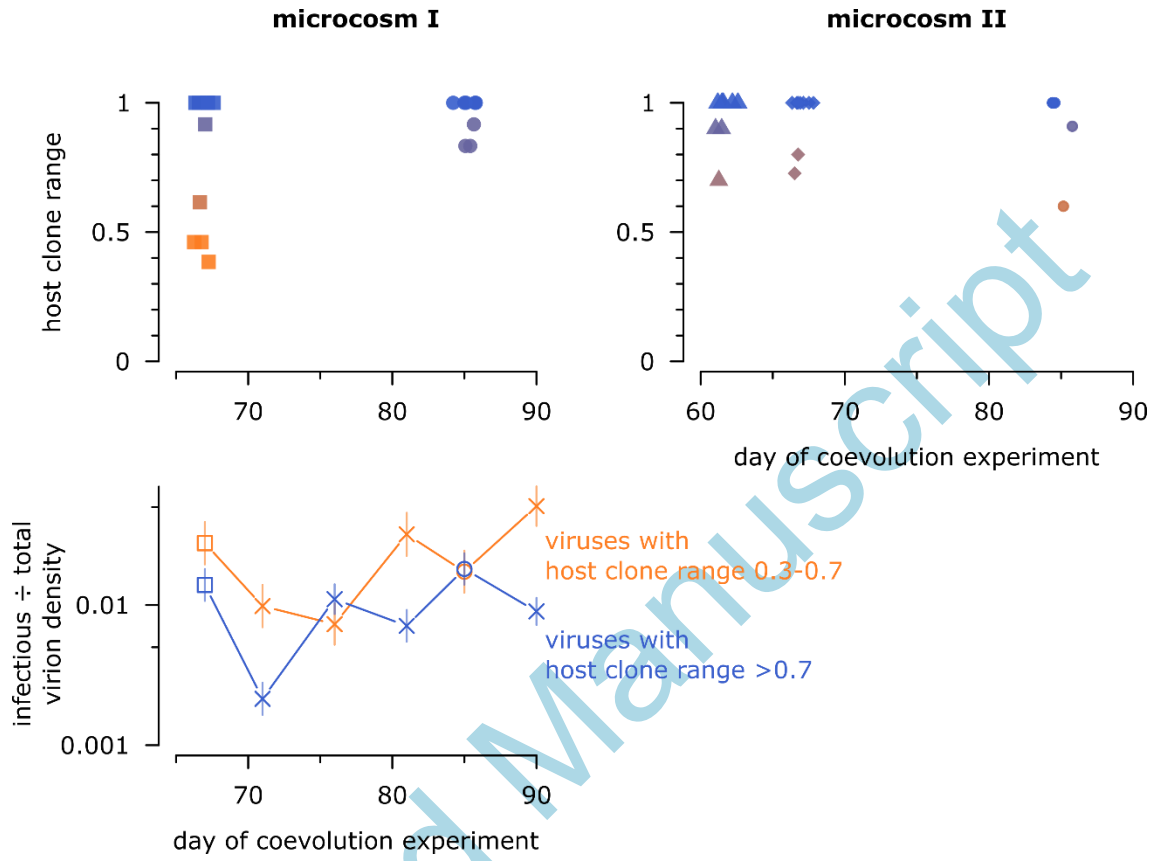 microcosm I
microcosm II
host clone range
1
0.5
0
70
80
90
1
0.5
0
60
70
80
90
day of coevolution experiment
infectious ÷ total
virion density
0.01
0.001
70
80
90
day of coevolution experiment
viruses with
host clone range 0.3-0.7
viruses with
host clone range >0.7
d Manuscript